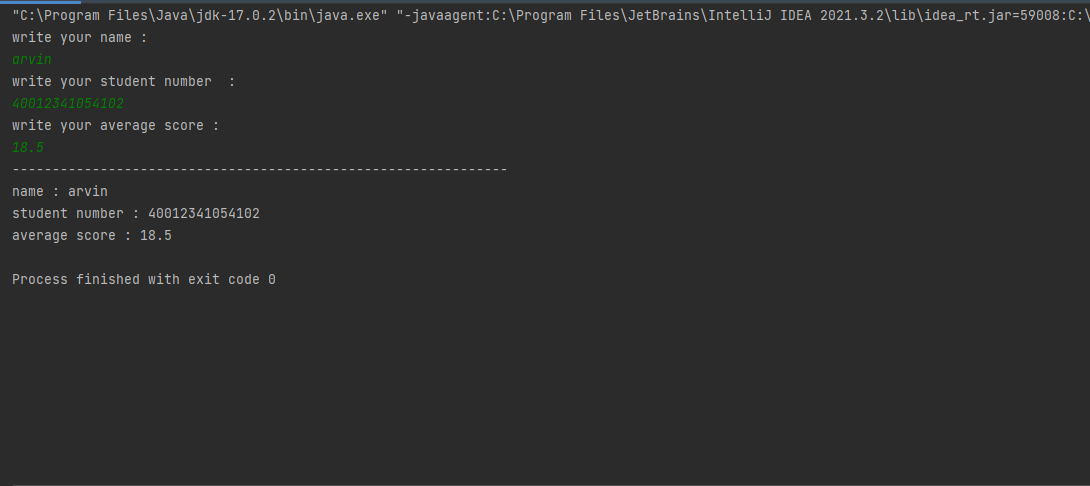 "C:\Program Files\Java\jdk-17.0.2\bin\java.exe" "-javaagent:C:\Program Files\JetBrains\IntelliJ IDEA 2021.3.2\lib\idea_rt.jar=59008:C:\
write your name :
arvin
write your student number  :
40012341054102
write your average score :
18.5
--------------------------------------------------------------
name : arvin
student number : 40012341054102
average score : 18.5
Process finished with exit code 0